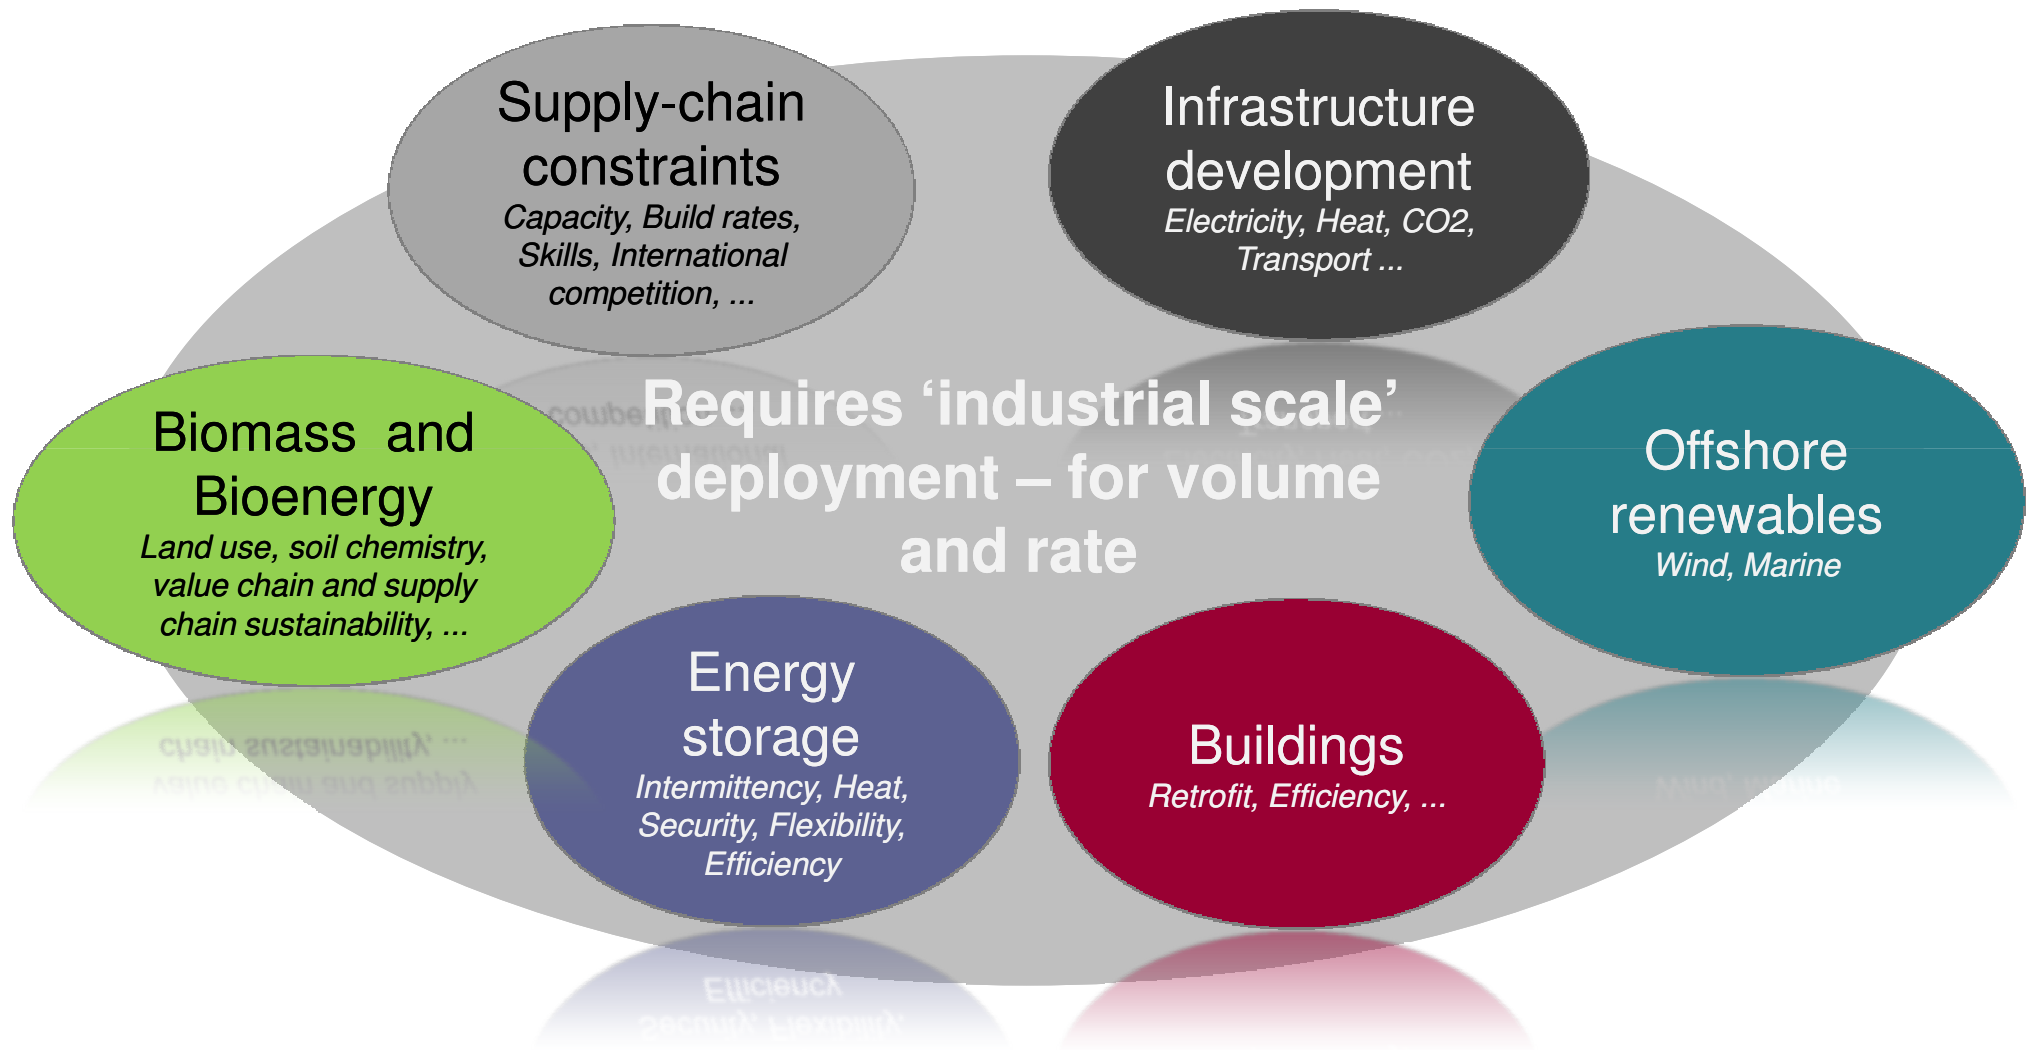 Supply-chain
constraints
Capacity, Build rates,
Skills, International
competition, ...
Infrastructure
development
Electricity, Heat, CO2,
Transport ...
Requires ‘industrial scale’
deployment – for volume
and rate
Biomass and
Bioenergy
Land use, soil chemistry,
value chain and supply
chain sustainability, ...
Offshore
renewables
Wind, Marine
Energy
storage
Intermittency, Heat,
Security, Flexibility,
Efficiency
Buildings
Retrofit, Efficiency, ...